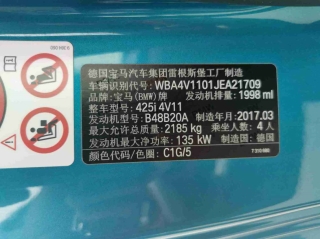 德国宝马汽车集团雷根斯堡工厂制造
车辆识别代号: WBA4V1101JEA21709
品牌: 宝马(BMW)牌 发动机排量: 1998 ml
整车型号: 425i 4V11
发动机型号: B48B20A 制造年月: 2017.03
最大允许总质量: 2185 kg 乘坐人数: 4人
发动机最大净功率: 135 kW 制造国: 德国
颜色代码/色圈: C1G/5